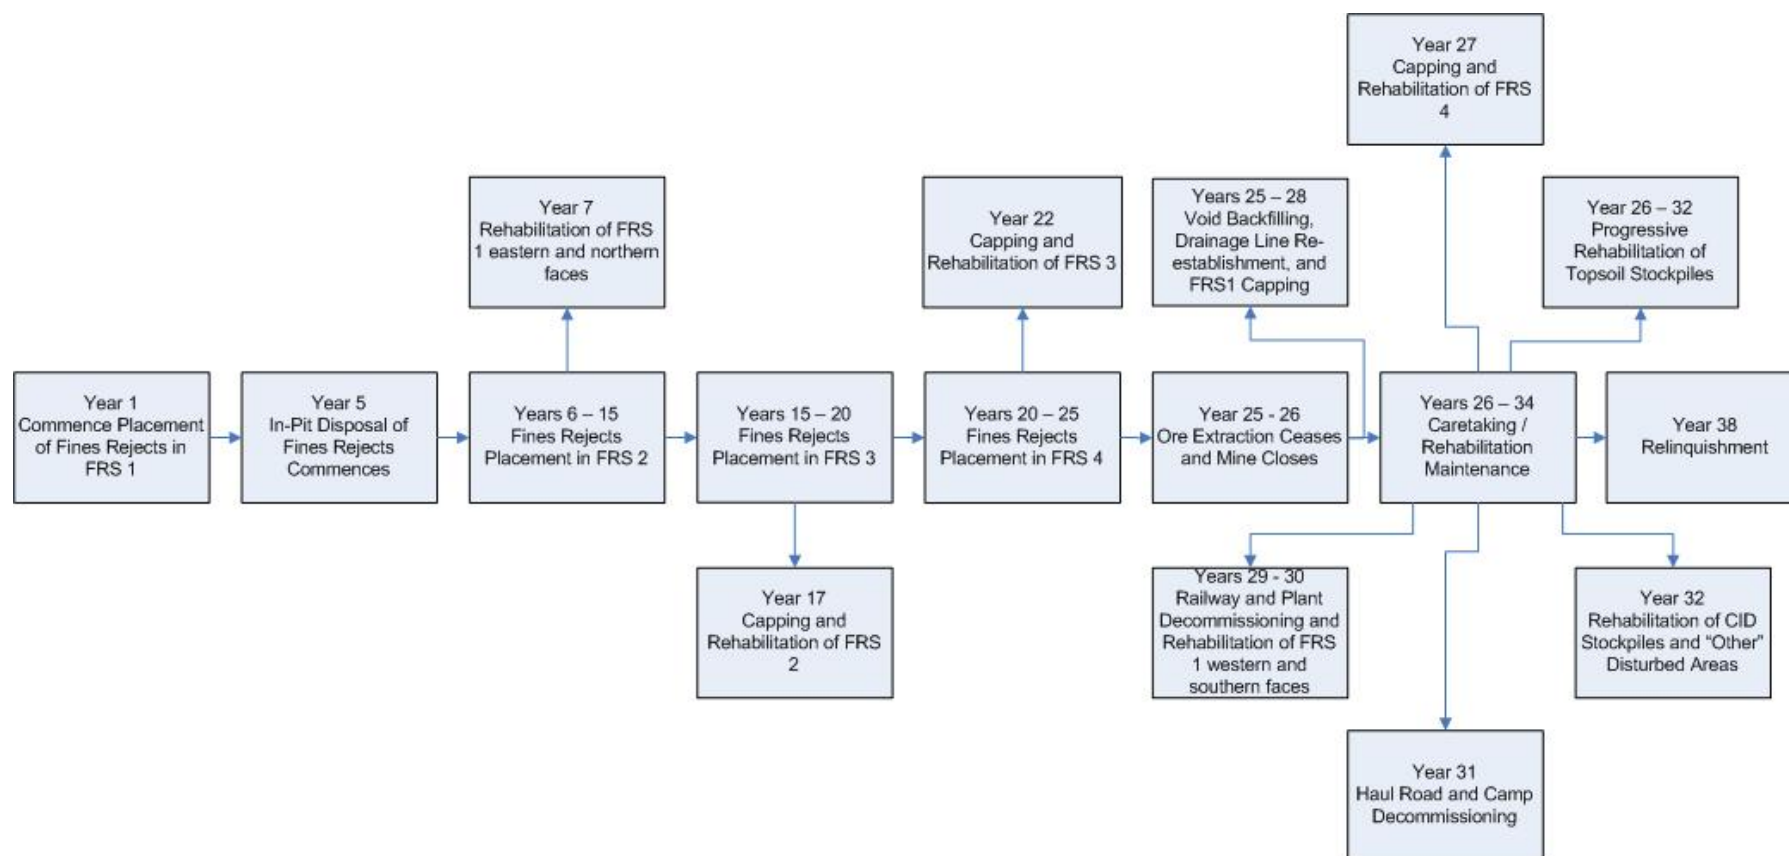 Year 27
Capping and
Rehabilitation of FRS
4
Year 7
Rehabilitation of FRS
1 eastern and northern
faces
Year 22
Capping and
Rehabilitation of FRS 3
Years 25 – 28
Void Backfilling,
Drainage Line Re-
establishment, and
FRS1 Capping
Year 26 – 32
Progressive
Rehabilitation of
Topsoil Stockpiles
Year 1
Commence Placement
of Fines Rejects in
FRS 1
Year 5
In-Pit Disposal of
Fines Rejects
Commences
Years 6 – 15
Fines Rejects
Placement in FRS 2
Years 15 – 20
Fines Rejects
Placement in FRS 3
Years 20 – 25
Fines Rejects
Placement in FRS 4
Year 25 - 26
Ore Extraction Ceases
and Mine Closes
Years 26 – 34
Caretaking /
Rehabilitation
Maintenance
Year 38
Relinquishment
Year 17
Capping and
Rehabilitation of FRS
2
Years 29 - 30
Railway and Plant
Decommissioning and
Rehabilitation of FRS
1 western and
southern faces
Year 32
Rehabilitation of CID
Stockpiles and “Other”
Disturbed Areas
Year 31
Haul Road and Camp
Decommissioning